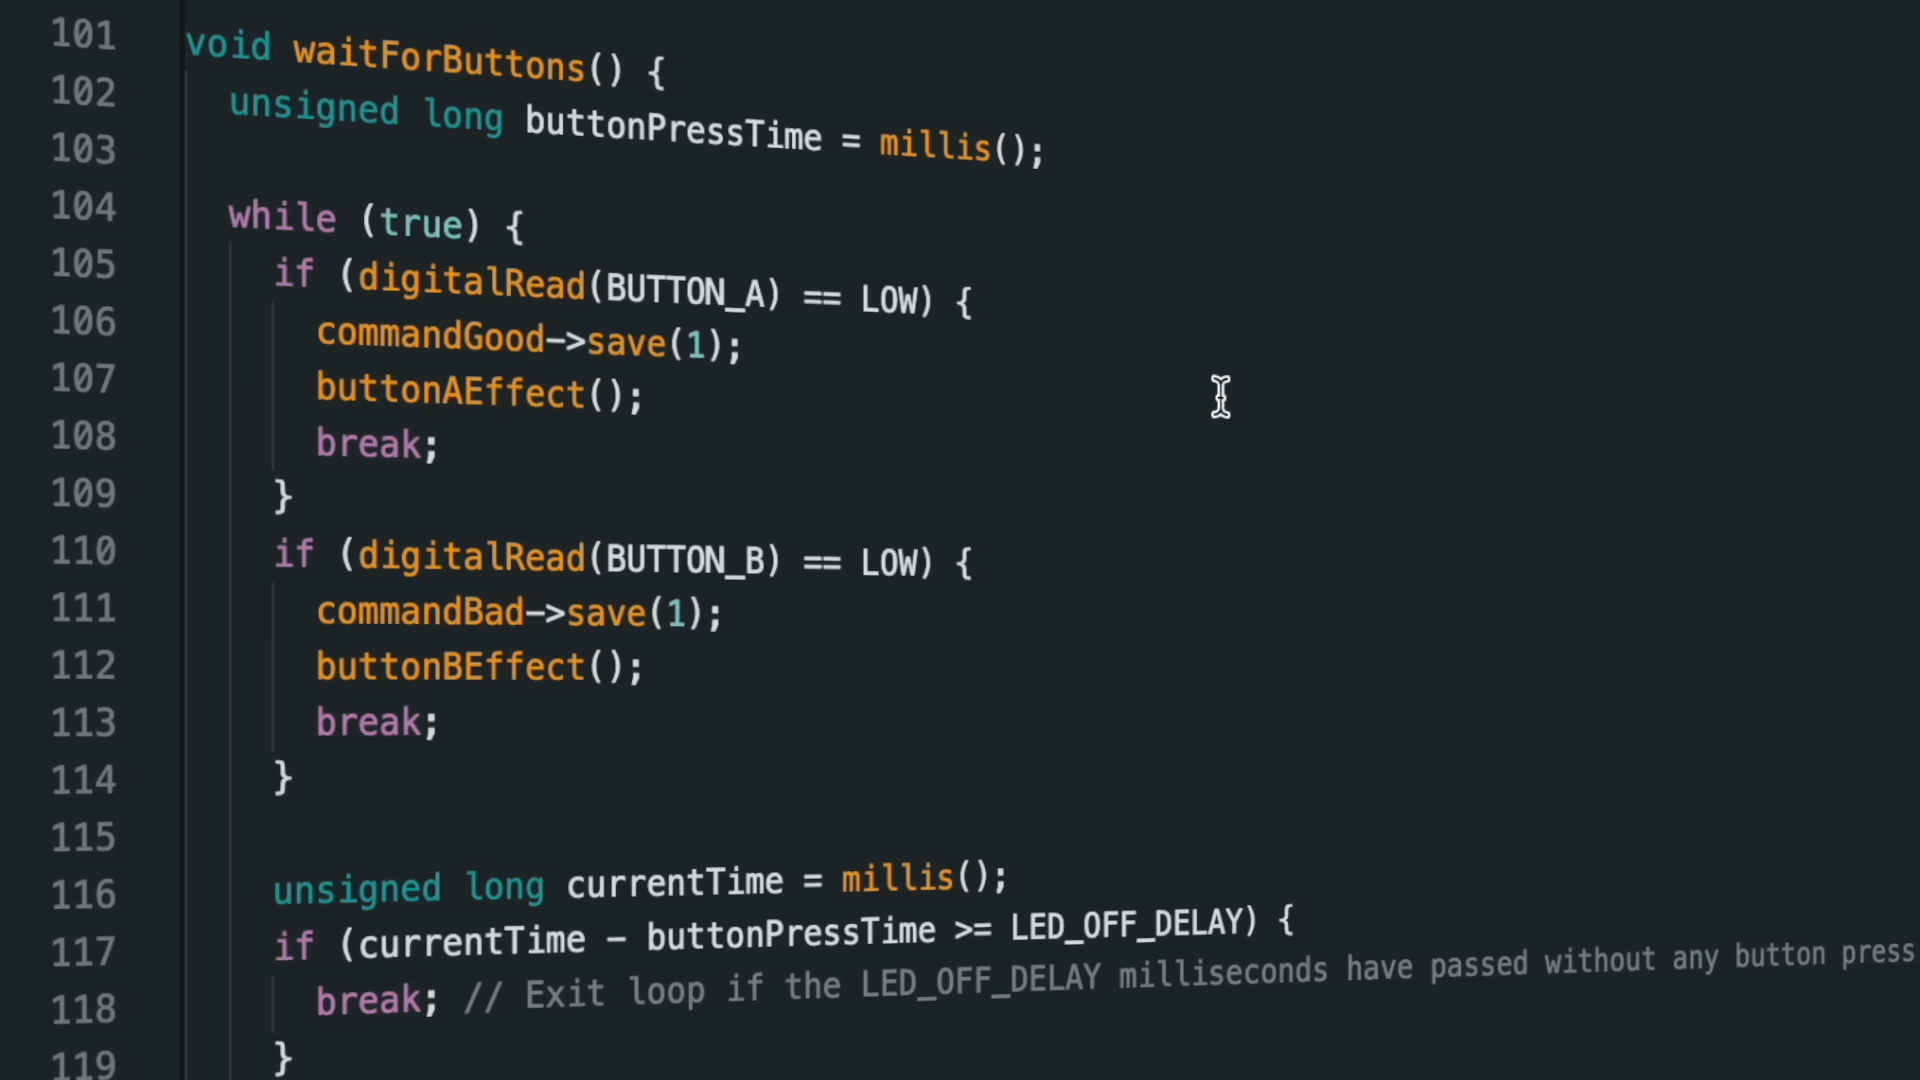 101 void waitForButtons() {
102 unsigned long buttonPressTime = millis();
103
104 while (true) {
105 if (digitalRead(BUTTON_A) == LOW) {
106 commandGood->save(1);
107 buttonAEffect();
108 break;
109 }
110 if (digitalRead(BUTTON_B) == LOW) {
111 commandBad->save(1);
112 buttonBEffect();
113 break;
114 }
115
116 unsigned long currentTime = millis();
117 if (currentTime - buttonPressTime >= LED_OFF_DELAY) {
118 break; // Exit loop if the LED_OFF_DELAY milliseconds have passed without any button press
119 }